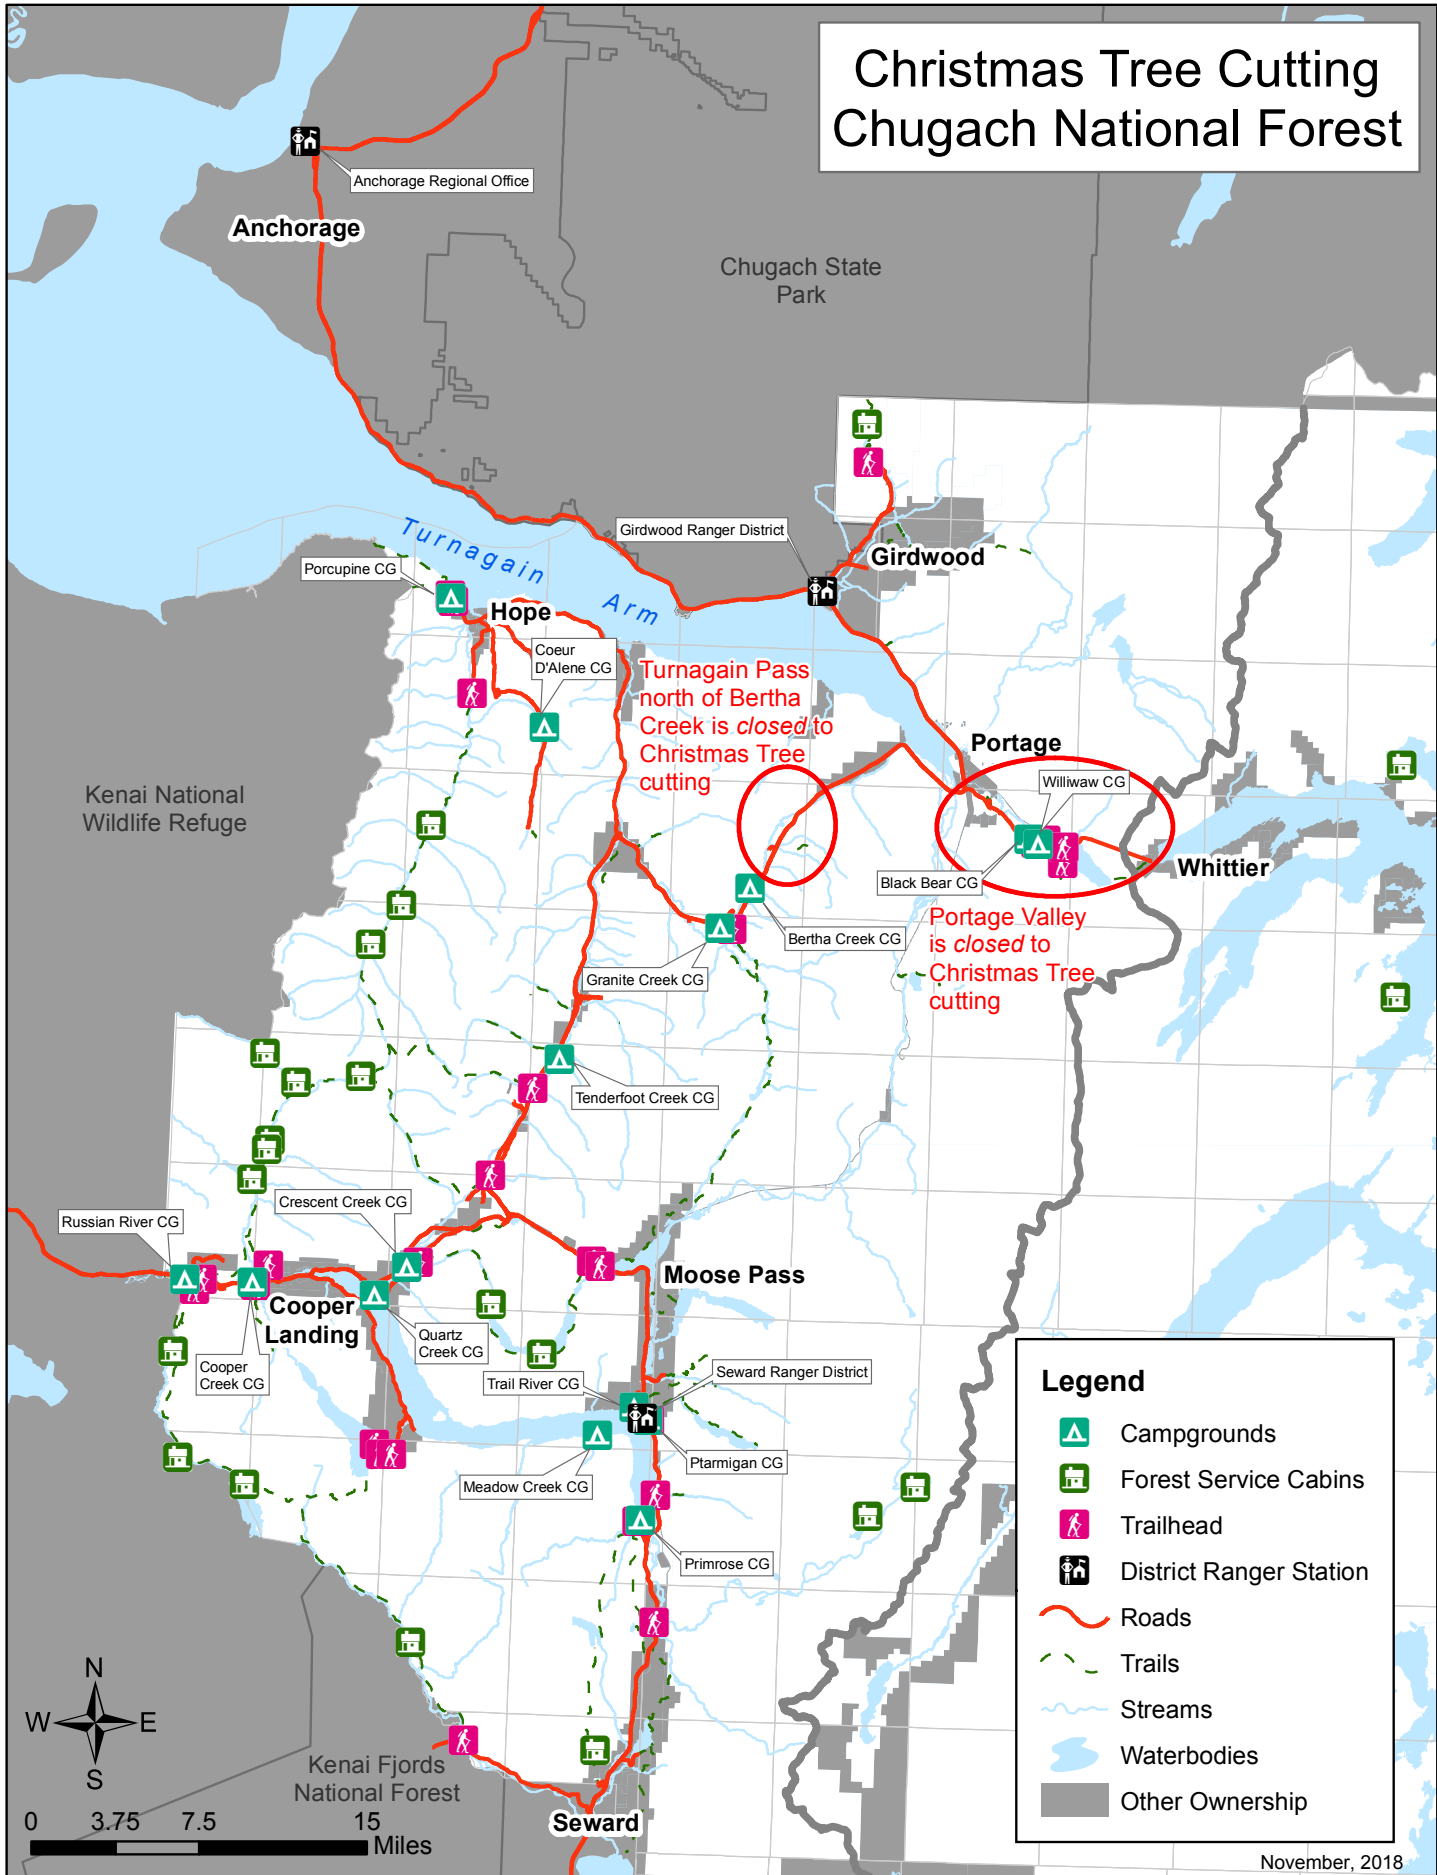 Christmas Tree Cutting
Chugach National Forest
Anchorage Regional Office
Anchorage
Chugach State
Park
Turnagain
Arm
Girdwood Ranger District
Girdwood
Porcupine CG
Hope
Coeur
D'Alene CG
Turnagain Pass
north of Bertha
Creek is closed to
Christmas Tree
cutting
Portage
Williwaw CG
Kenai National
Wildlife Refuge
Whittier
Black Bear CG
Portage Valley
is closed to
Christmas Tree
cutting
Bertha Creek CG
Granite Creek CG
Tenderfoot Creek CG
Crescent Creek CG
Russian River CG
Moose Pass
Cooper
Landing
Quartz
Creek CG
Cooper
Creek CG
Trail River CG
Seward Ranger District
Ptarmigan CG
Meadow Creek CG
Primrose CG
Legend
Campgrounds
Forest Service Cabins
Trailhead
District Ranger Station
Roads
Trails
Streams
Waterbodies
Other Ownership
N
W E
S
Kenai Fjords
National Forest
Seward
0 3.75 7.5 15
Miles
November, 2018